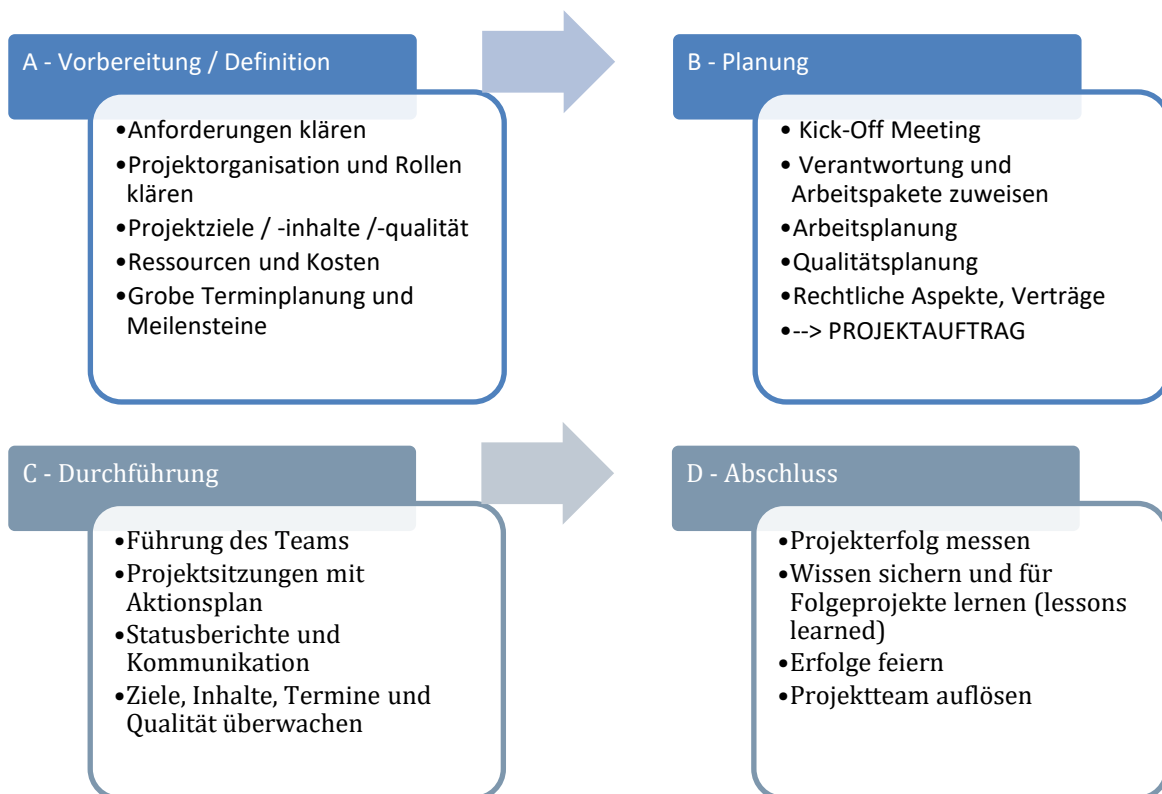 A - Vorbereitung / Definition
•Anforderungen klären
•Projektorganisation und Rollen
klären
•Projektziele / -inhalte /-qualität
•Ressourcen und Kosten
•Grobe Terminplanung und
Meilensteine
B - Planung
• Kick-Off Meeting
• Verantwortung und
Arbeitspakete zuweisen
•Arbeitsplanung
•Qualitätsplanung
•Rechtliche Aspekte, Verträge
•--> PROJEKTAUFTRAG
C - Durchführung
•Führung des Teams
•Projektsitzungen mit
Aktionsplan
•Statusberichte und
Kommunikation
•Ziele, Inhalte, Termine und
Qualität überwachen
D - Abschluss
•Projekterfolg messen
•Wissen sichern und für
Folgeprojekte lernen (lessons
learned)
•Erfolge feiern
•Projektteam auflösen